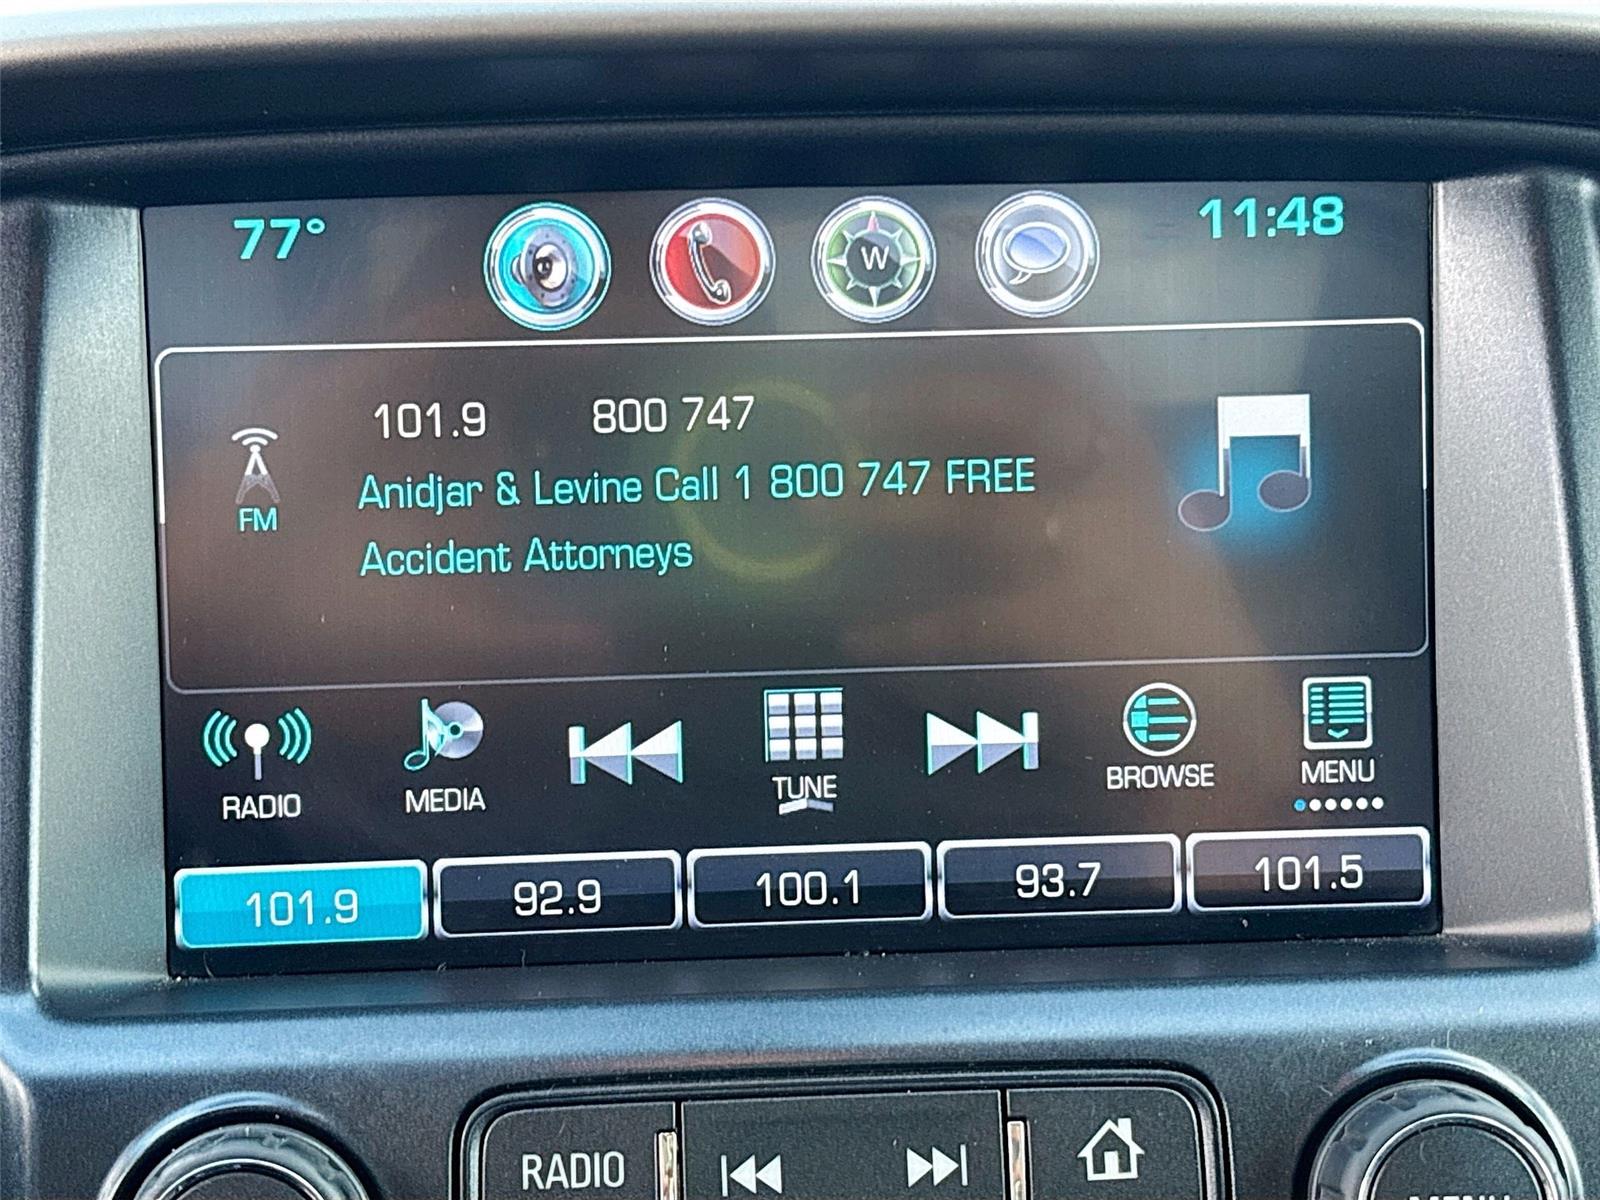 77° 11:48
W
101.9 800 747
Anidjar & Levine Call 1 800 747 FREE
Accident Attorneys
FM
RADIO MEDIA TUNE BROWSE MENU
101.9 92.9 100.1 93.7 101.5
RADIO
MENU